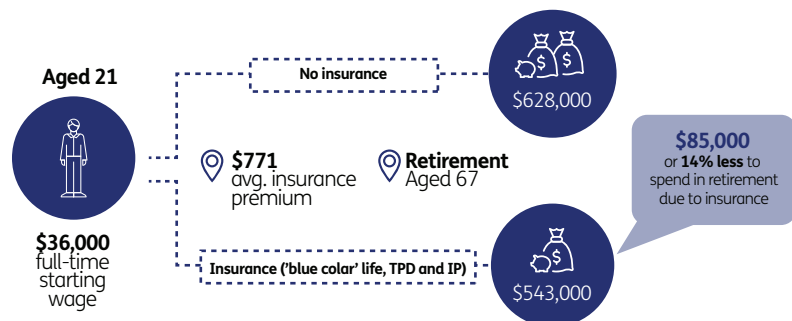 Aged 21
$36,000
full-time
starting
wage
No insurance
$771
avg. insurance
premium
Retirement
Aged 67
Insurance ('blue colar' life, TPD and IP)
$
$
$628,000
$
$543,000
$85,000
or 14% less to
spend in retirement
due to insurance